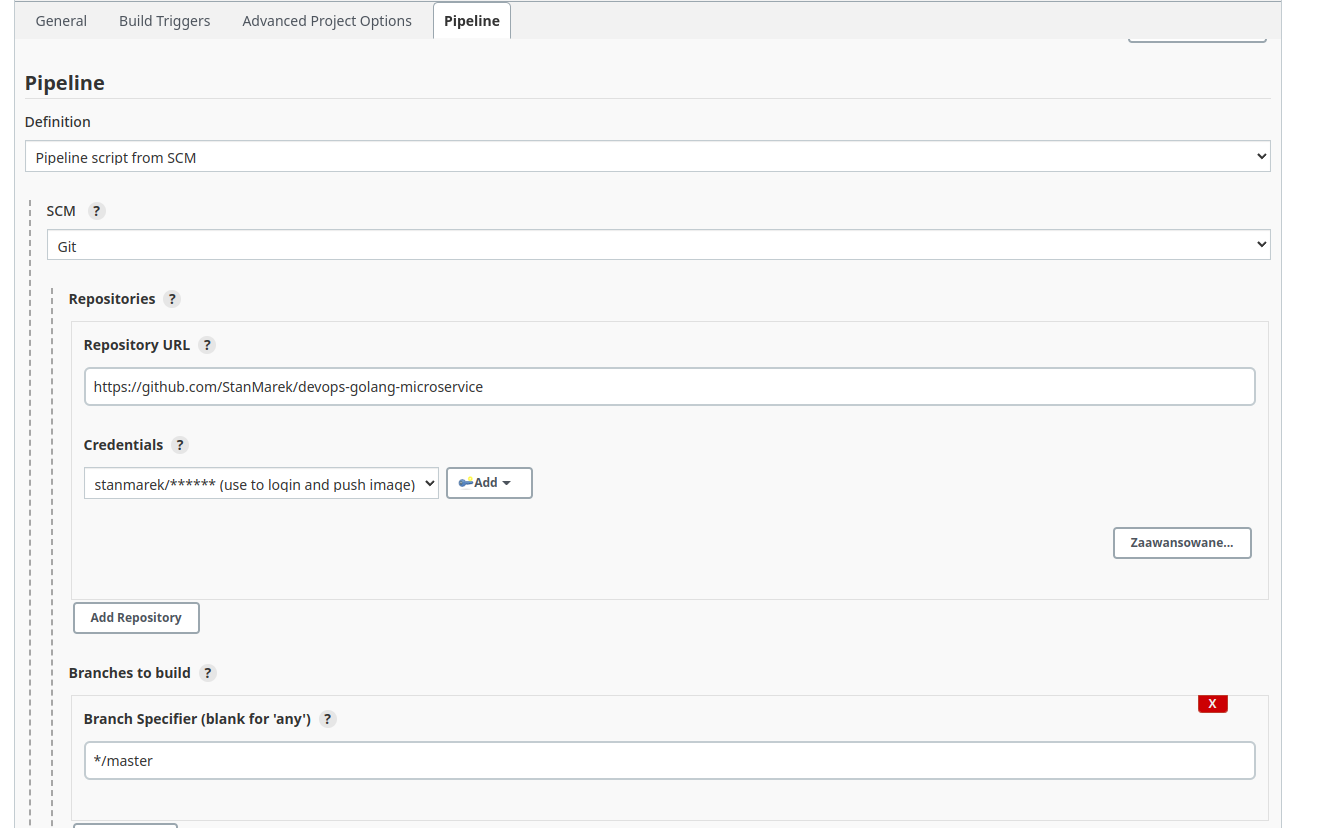 General Build Triggers Advanced Project Options Pipeline
Pipeline
Definition
Pipeline script from SCM
SCM ?
Git
Repositories ?
Repository URL ?
https://github.com/StanMarek/devops-golang-microservice
Credentials ?
stanmarek/****** (use to login and push image) Add
Zaawansowane...
Add Repository
Branches to build ?
X
Branch Specifier (blank for 'any') ?
*/master